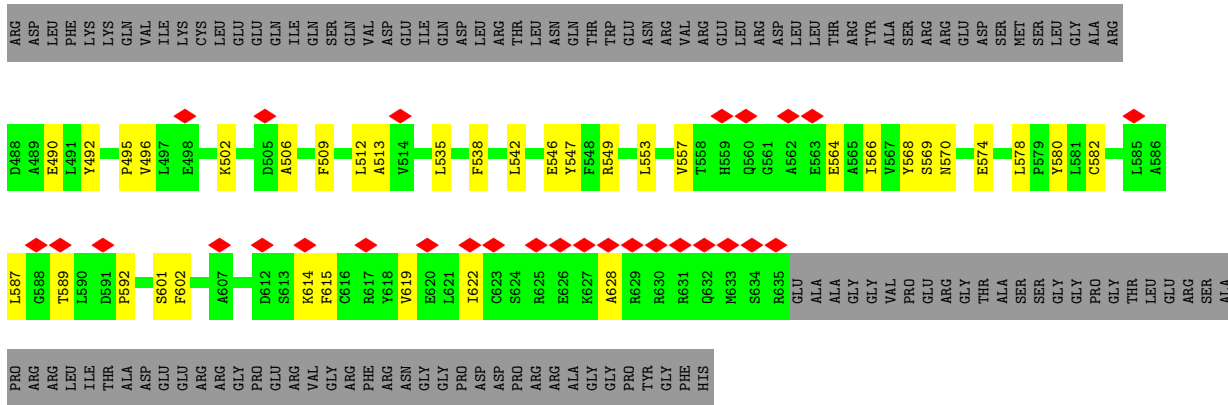 ARG ASP LEU PHE LYS LYS GLN VAL ILE LYS CYS LEU GLU GLU GLN ILE GLN SER GLN VAL ASP GLU ILE GLN ASP LEU ARG THR LEU ASN GLN THR TRP GLU ASN ARG VAL ARG GLU LEU ARG ASP LEU LEU THR ARG TYR ALA SER ARG ARG GLU ASP SER MET SER LEU GLY ALA ARG
D488 A489 E490 L491 Y492 P495 V496 L497 E498 K502 D505 A506 F509 L512 A513 V514 L535 F538 L542 E546 Y547 F548 R549 L553 V557 T558 H559 Q560 G561 A562 E563 E564 A565 I566 V567 Y568 S569 N570 E574 L578 P579 Y580 L581 C582 L585 A586
L587 G588 T589 L590 D591 P592 S601 F602 A607 D612 S613 K614 F615 C616 R617 Y618 V619 E620 L621 I622 C623 S624 R625 E626 K627 A628 R629 R630 R631 Q632 M633 S634 R635 GLU ALA ALA GLY GLY VAL PRO GLU ARG GLY THR ALA SER SER GLY GLY PRO GLY THR LEU GLU ARG SER ALA
PRO ARG ARG LEU ILE THR ALA ASP GLU GLU ARG ARG GLY PRO GLU ARG VAL GLY ARG PHE ARG ASN GLY GLY PRO ASP ASP PRO ARG ARG ALA GLY GLY PRO TYR GLY PHE HIS